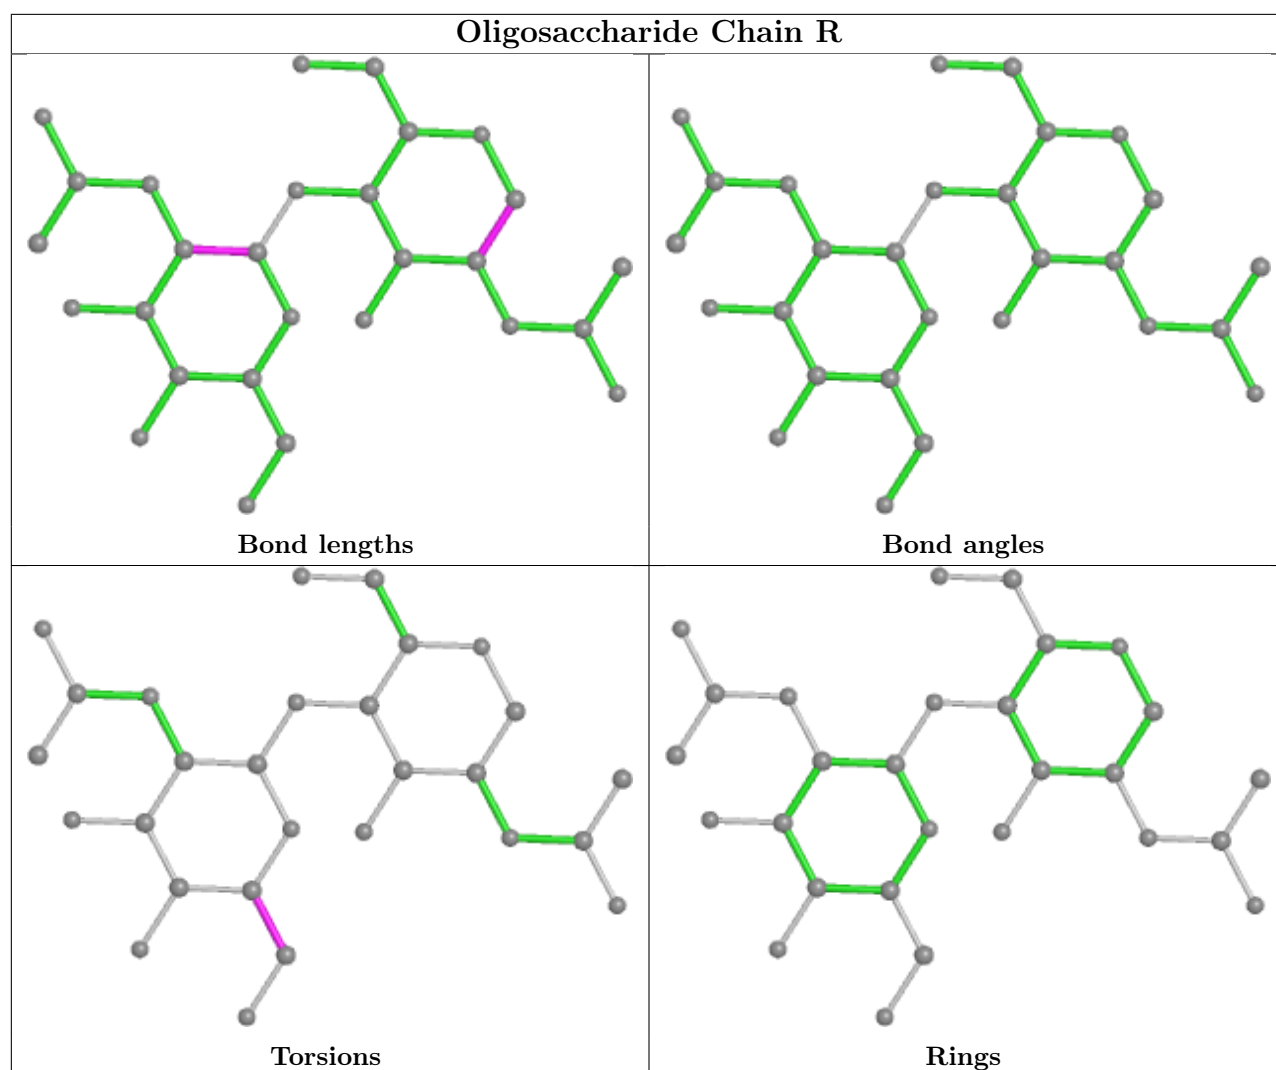 Oligosaccharide Chain R
Bond lengths
Bond angles
Torsions
Rings